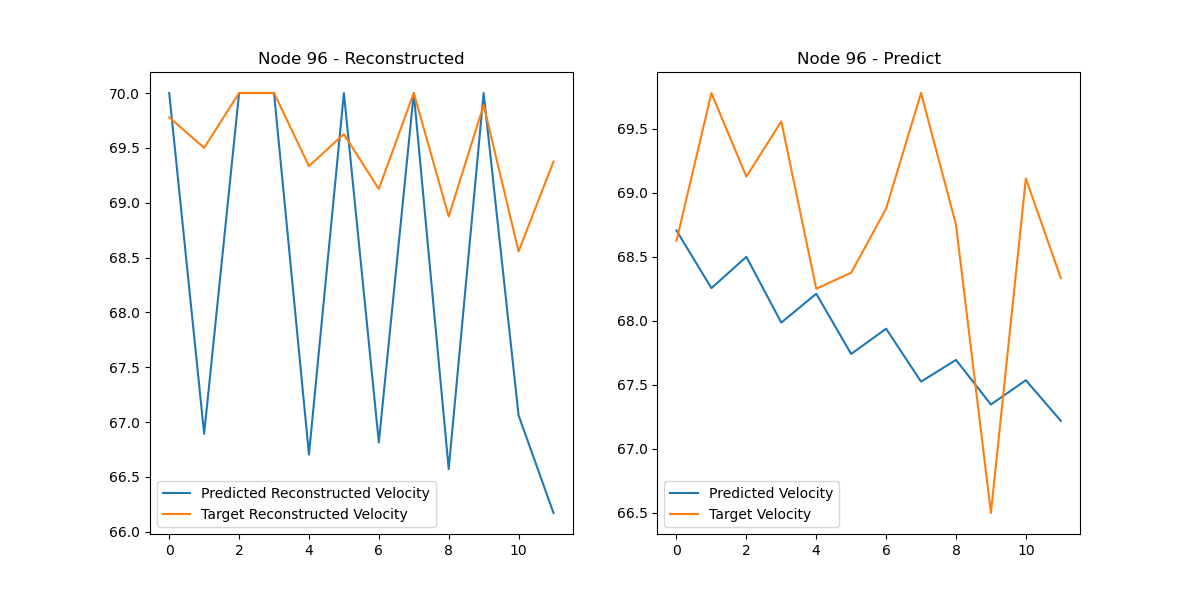 Node 96 - Reconstructed
70.0
69.5
69.0
68.5
68.0
67.5
67.0
66.5
66.0
0 2 4 6 8 10
Predicted Reconstructed Velocity
Target Reconstructed Velocity
Node 96 - Predict
69.5
69.0
68.5
68.0
67.5
67.0
66.5
0 2 4 6 8 10
Predicted Velocity
Target Velocity